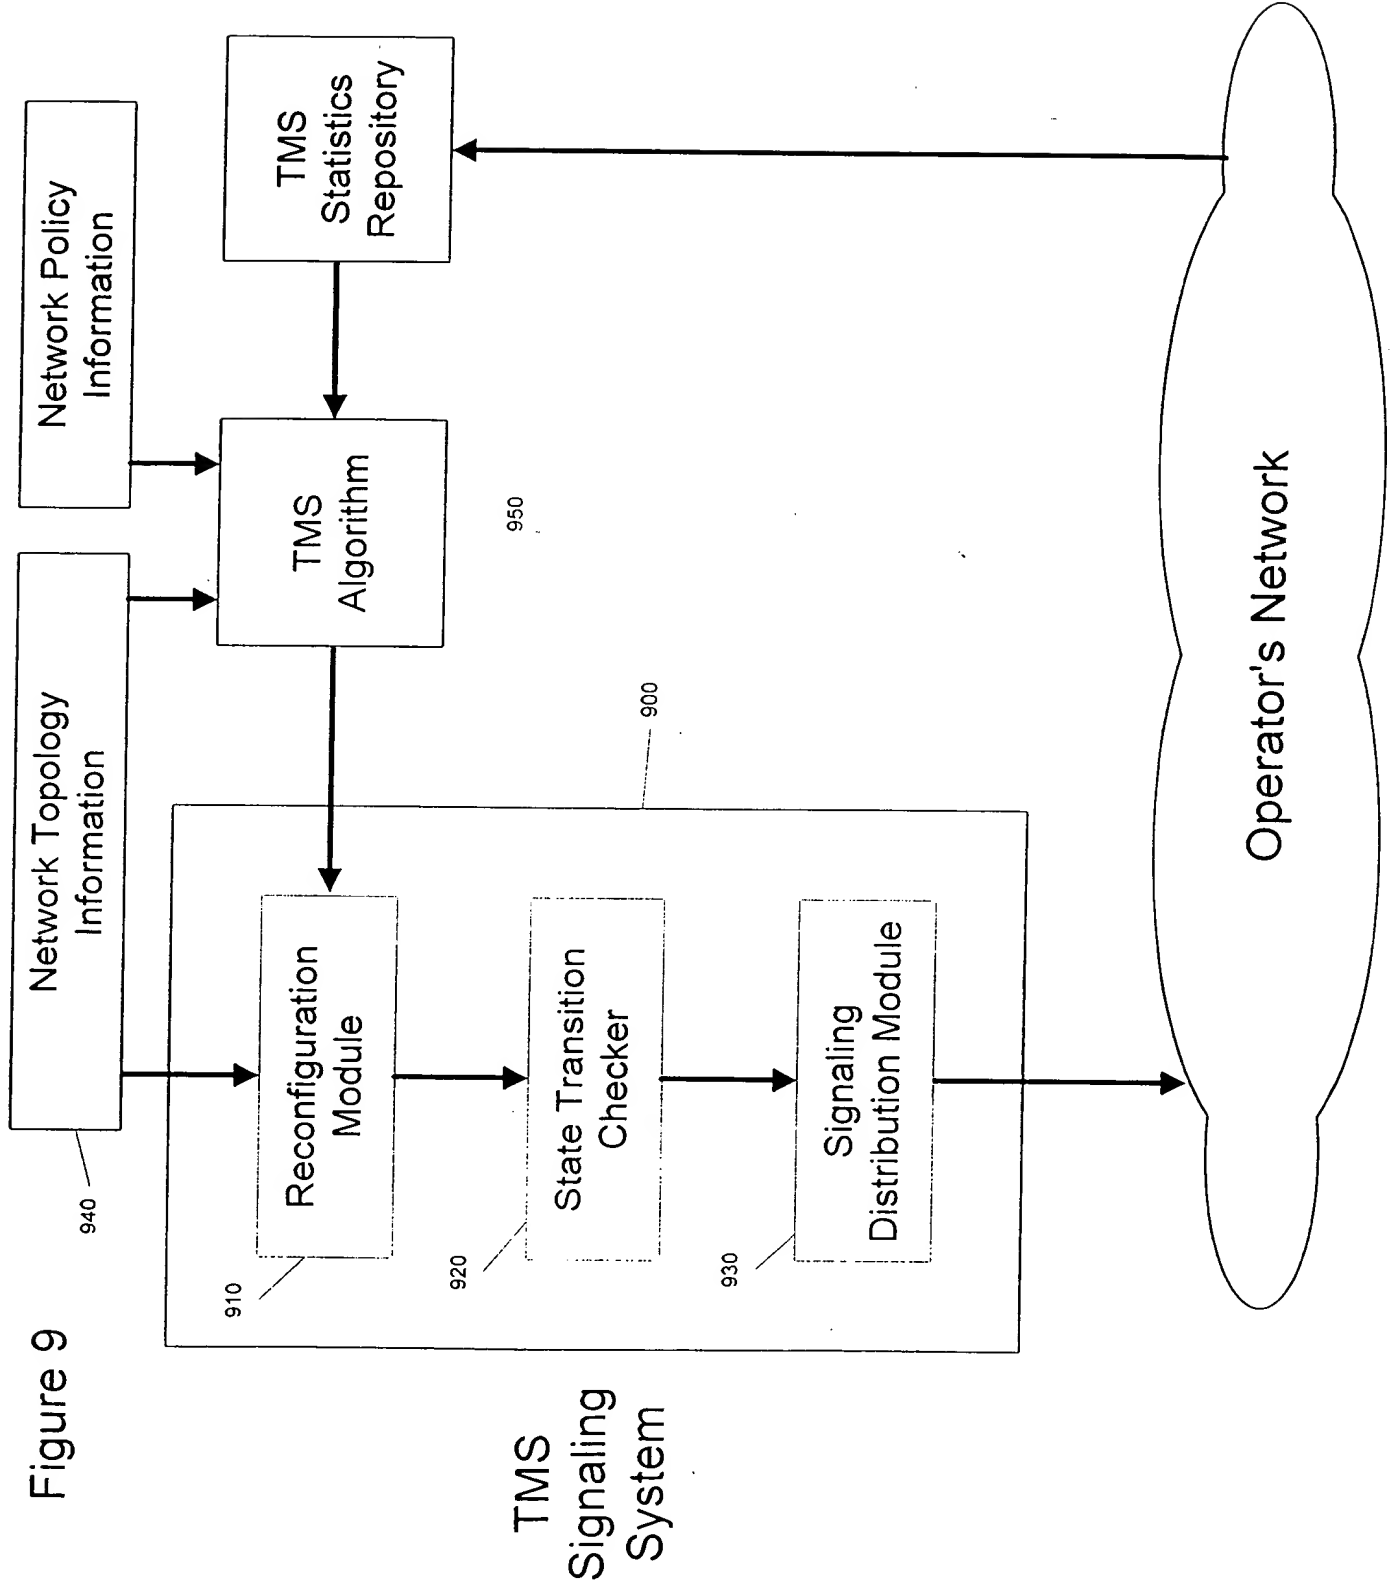 Figure 9
940
Network Topology
Information
Network Policy
Information
TMS
Statistics
Repository
TMS
Algorithm
950
900
910
Reconfiguration
Module
920
State Transition
Checker
930
Signaling
Distribution Module
TMS
Signaling
System
Operator's Network